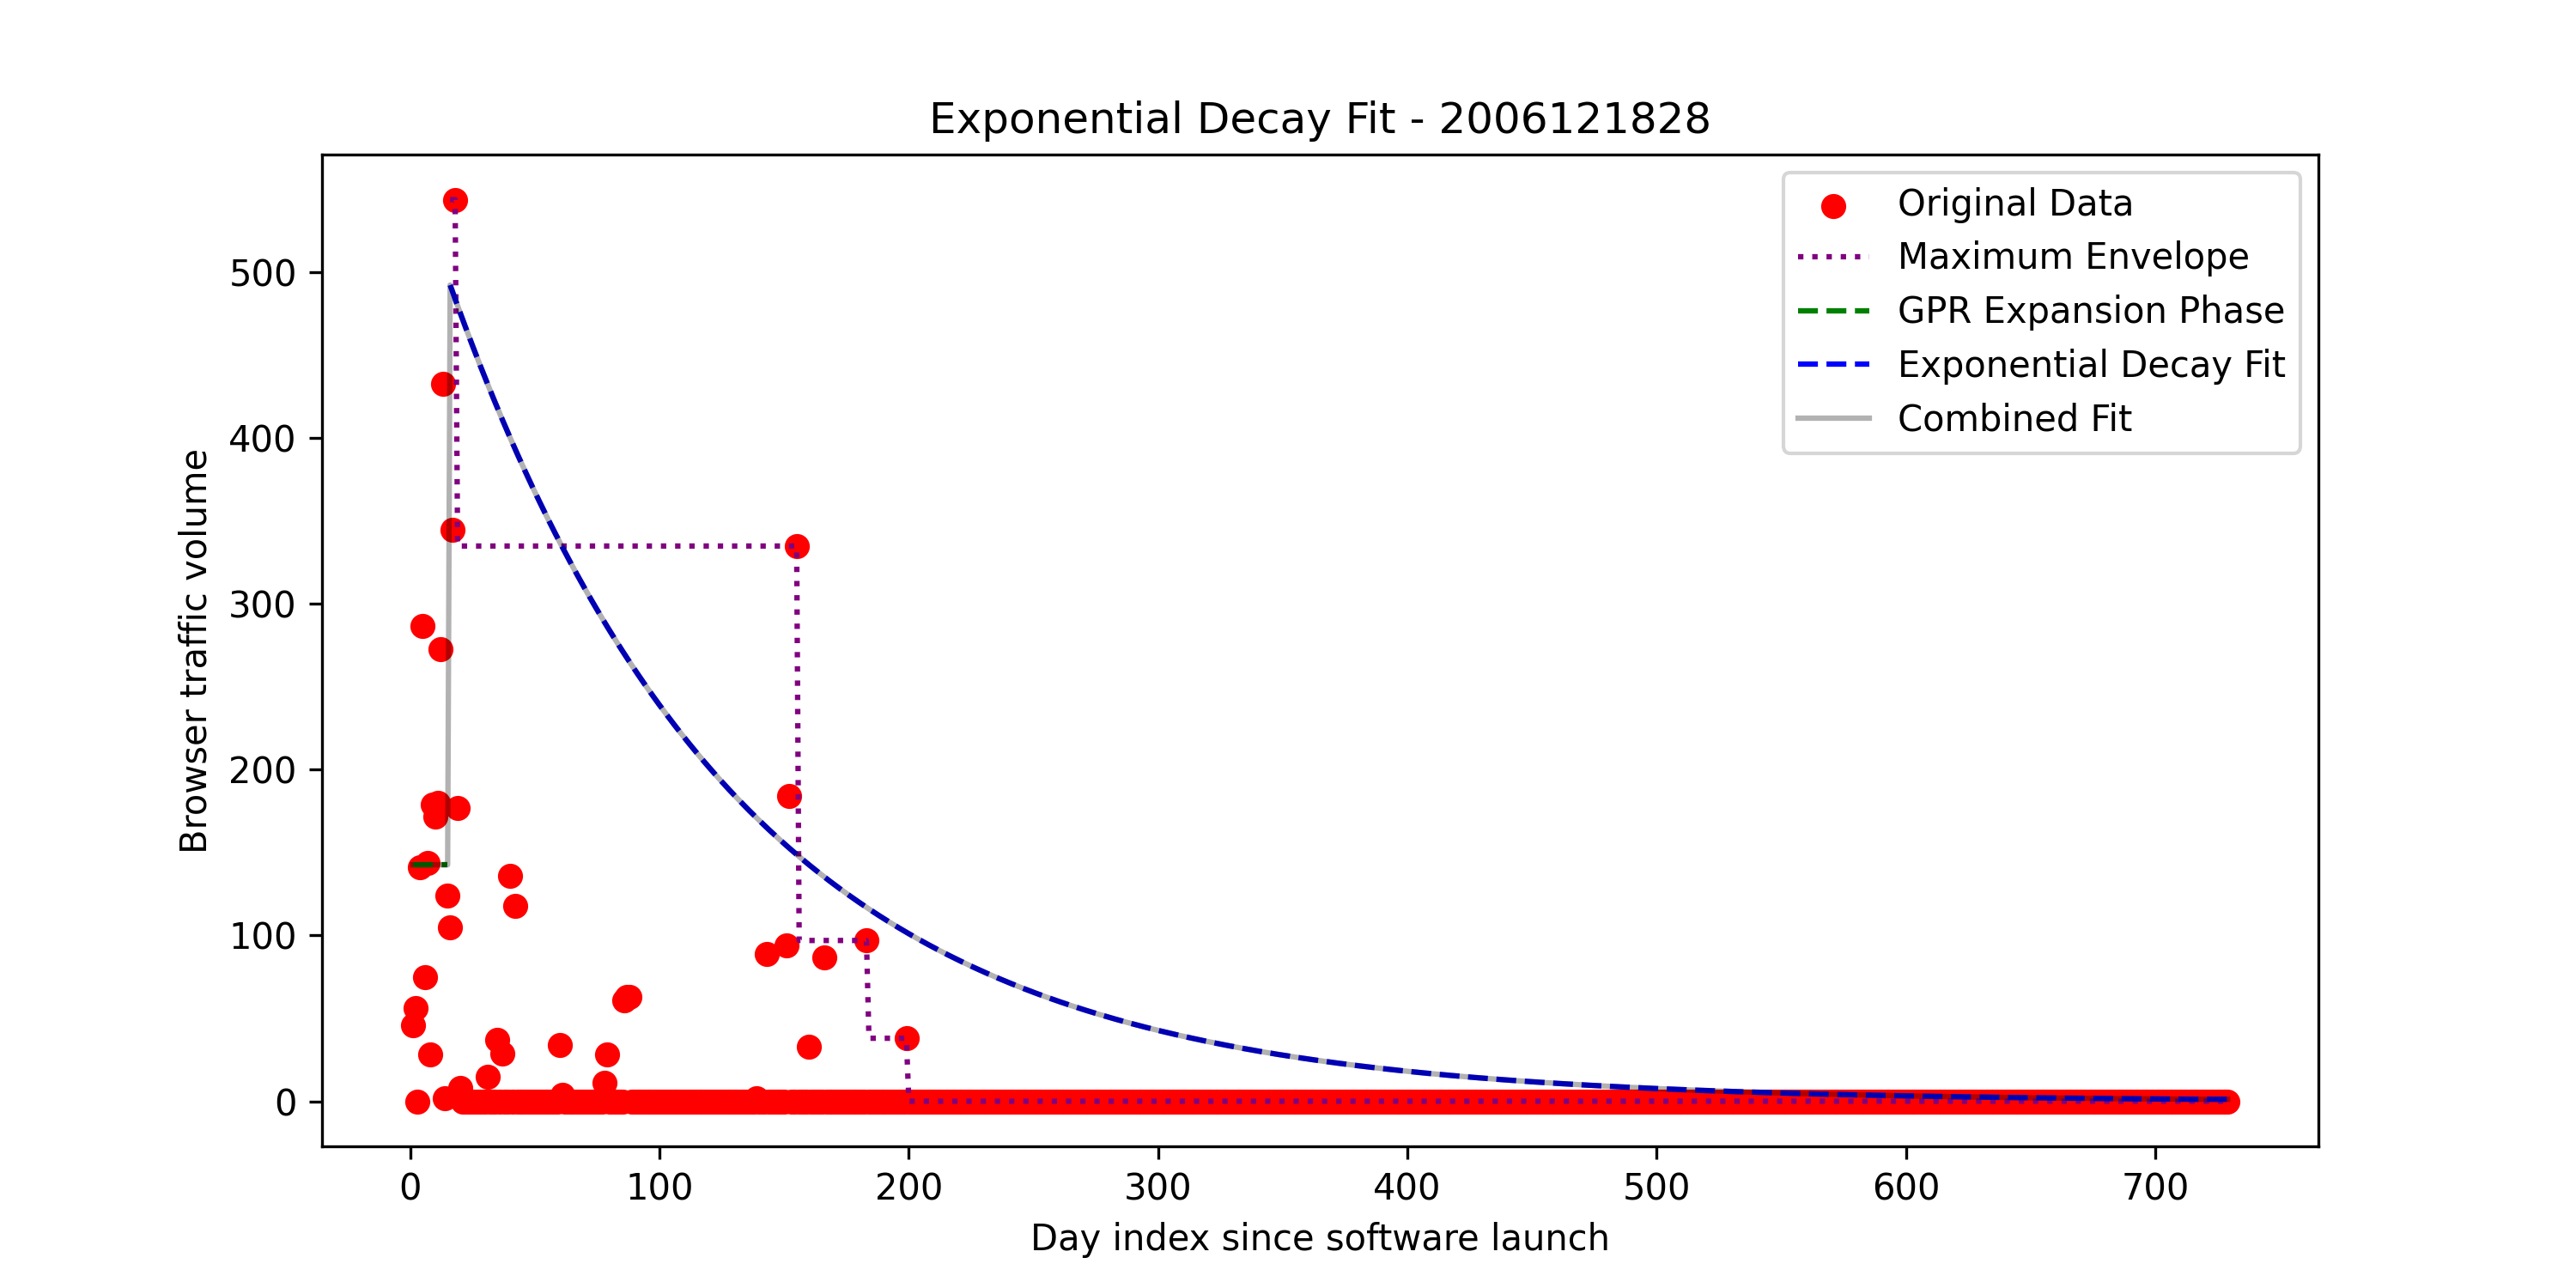 Exponential Decay Fit - 2006121828
Original Data
Maximum Envelope
GPR Expansion Phase
Exponential Decay Fit
Combined Fit
Browser traffic volume
500
400
300
200
100
0
0 100 200 300 400 500 600 700
Day index since software launch